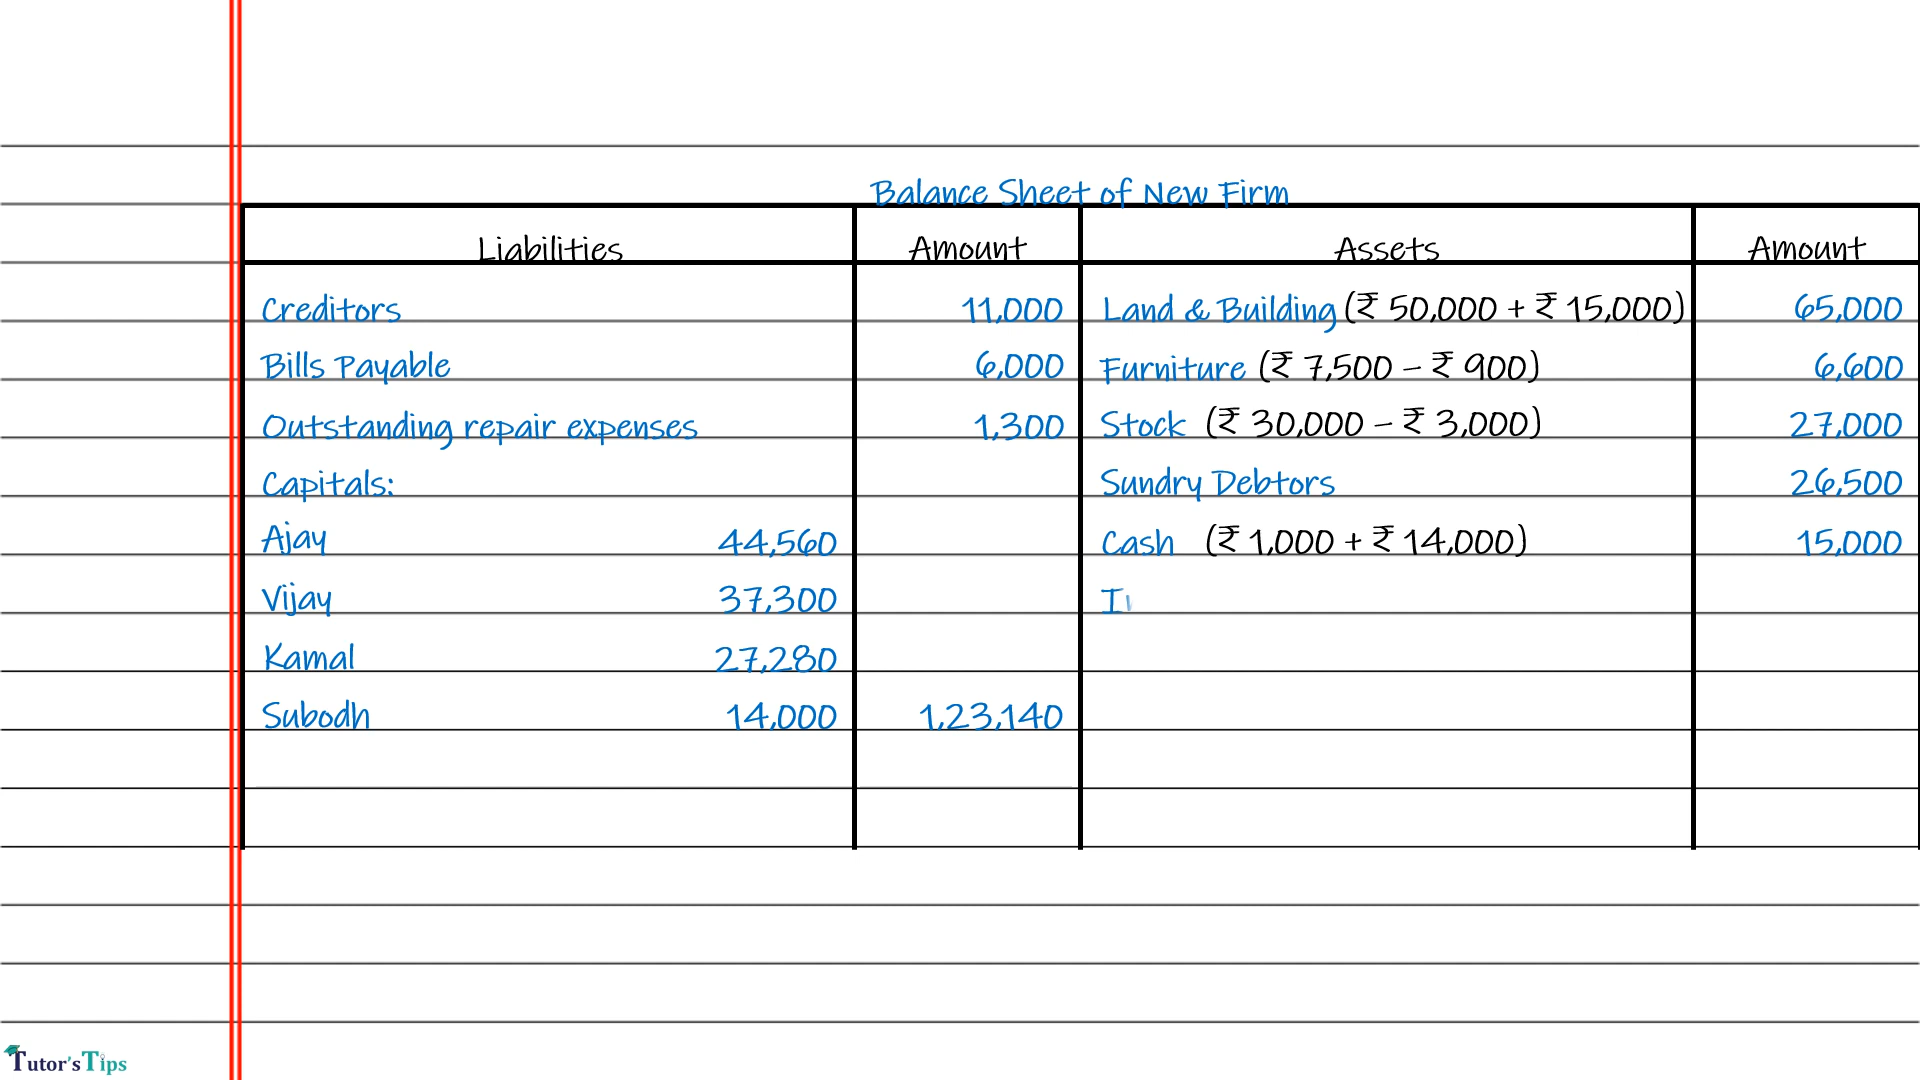 Balance Sheet of New Firm
Liabilities Amount Assets Amount
Creditors 11,000 Land & Building (₹ 50,000 + ₹ 15,000) 65,000
Bills Payable 6,000 Furniture (₹ 7,500 – ₹ 900) 6,600
Outstanding repair expenses 1,300 Stock (₹ 30,000 – ₹ 3,000) 27,000
Capitals: Sundry Debtors 26,500
Ajay 44,560 Cash (₹ 1,000 + ₹ 14,000) 15,000
Vijay 37,300 I
Kamal 27,280
Subodh 14,000 1,23,140
Tutor'sTips